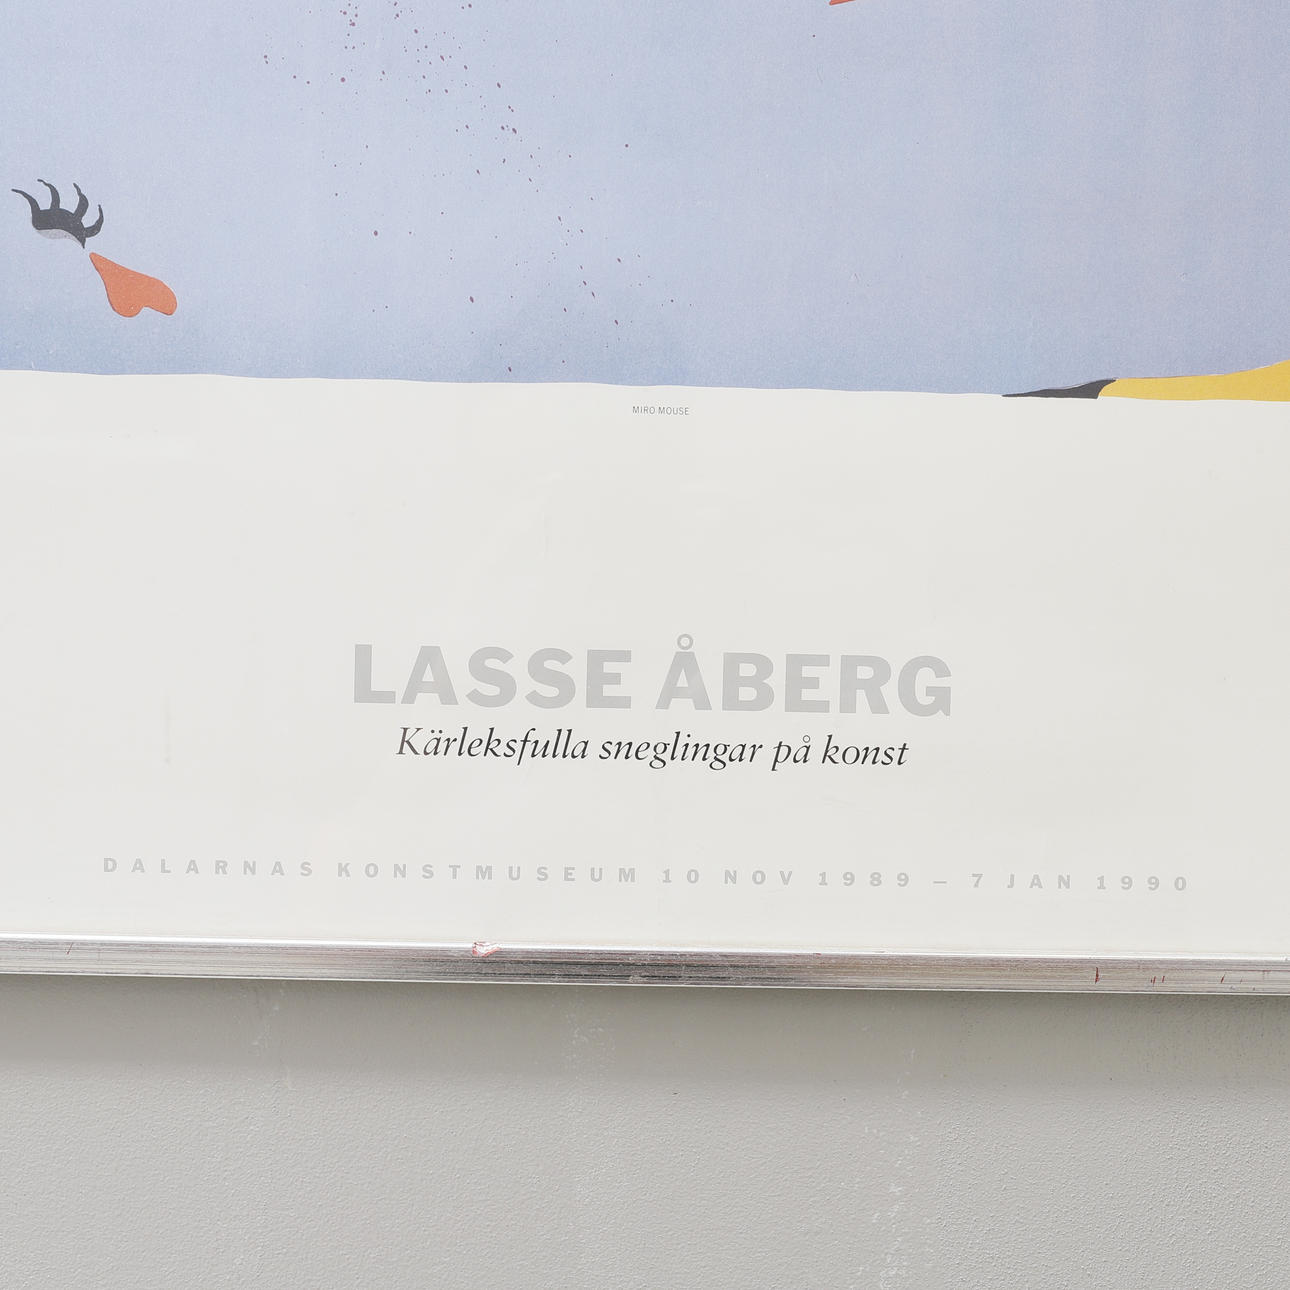 MIRO MOUSE
LASSE ÅBERG
Kärleksfulla sneglingar på konst
DALARNAS KONSTMUSEUM 10 NOV 1989 – 7 JAN 1990